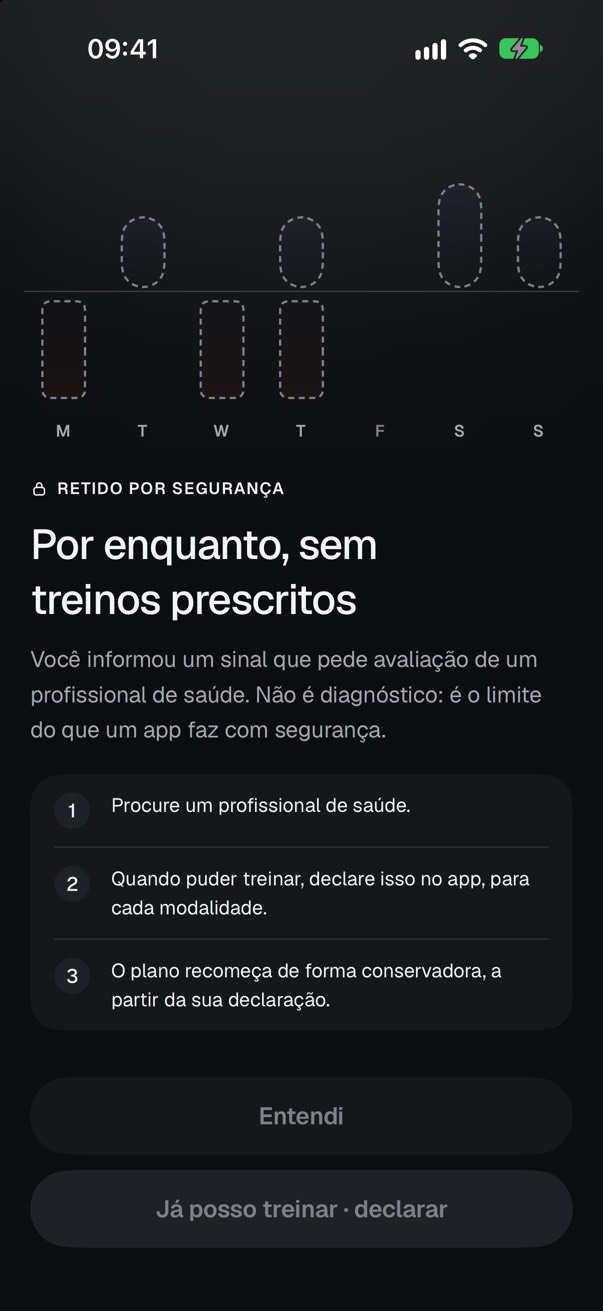 09:41
M T W T F S S
RETIDO POR SEGURANÇA
Por enquanto, sem
treinos prescritos
Você informou um sinal que pede avaliação de um
profissional de saúde. Não é diagnóstico: é o limite
do que um app faz com segurança.
1 Procure um profissional de saúde.
2 Quando puder treinar, declare isso no app, para
cada modalidade.
3 O plano recomeça de forma conservadora, a
partir da sua declaração.
Entendi
Já posso treinar · declarar